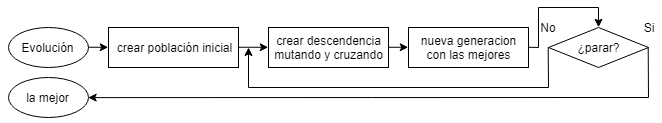 Evolución
crear población inicial
crear descendencia
mutando y cruzando
nueva generacion
con las mejores
No
¿parar?
Si
la mejor